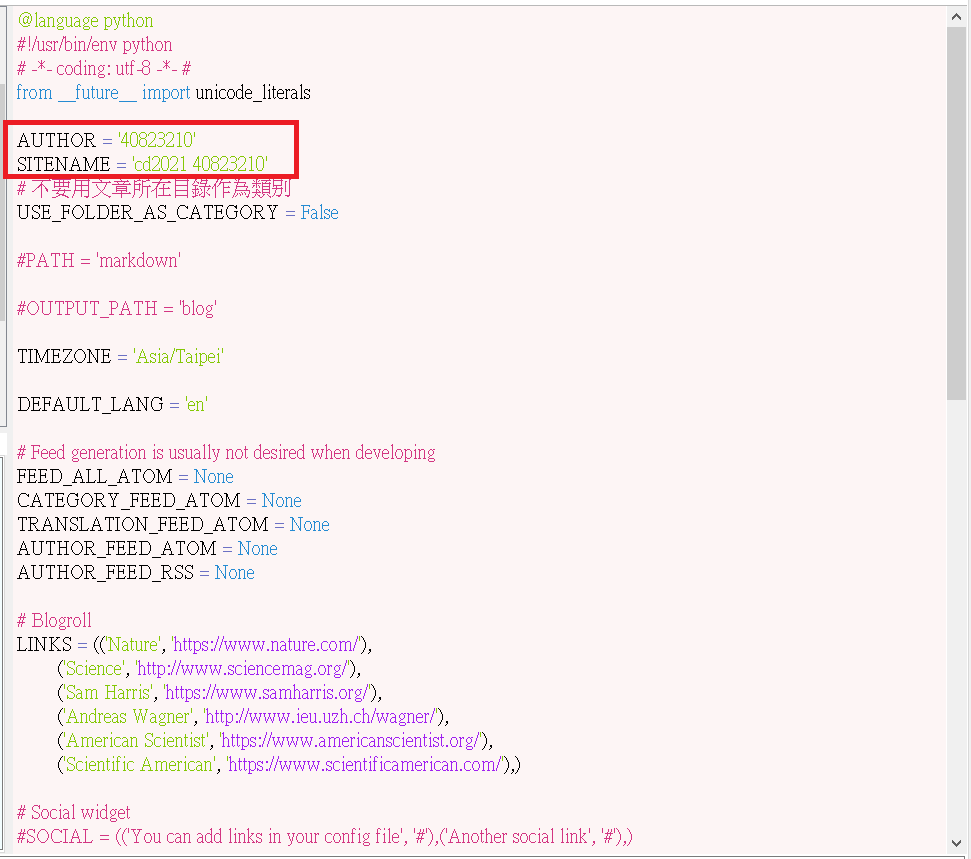 @language python
#!/usr/bin/env python
# -*- coding: utf-8 -*- #
from __future__ import unicode_literals
AUTHOR = '40823210'
SITENAME = 'cd2021 40823210'
# 不要用文章所在目錄作為類別
USE_FOLDER_AS_CATEGORY = False
#PATH = 'markdown'
#OUTPUT_PATH = 'blog'
TIMEZONE = 'Asia/Taipei'
DEFAULT_LANG = 'en'
# Feed generation is usually not desired when developing
FEED_ALL_ATOM = None
CATEGORY_FEED_ATOM = None
TRANSLATION_FEED_ATOM = None
AUTHOR_FEED_ATOM = None
AUTHOR_FEED_RSS = None
# Blogroll
LINKS = (('Nature', 'https://www.nature.com/'),
('Science', 'http://www.sciencemag.org/'),
('Sam Harris', 'https://www.samharris.org/'),
('Andreas Wagner', 'http://www.ieu.uzh.ch/wagner/'),
('American Scientist', 'https://www.americanscientist.org/'),
('Scientific American', 'https://www.scientificamerican.com/'),)
# Social widget
#SOCIAL = (('You can add links in your config file', '#'),('Another social link', '#'),)